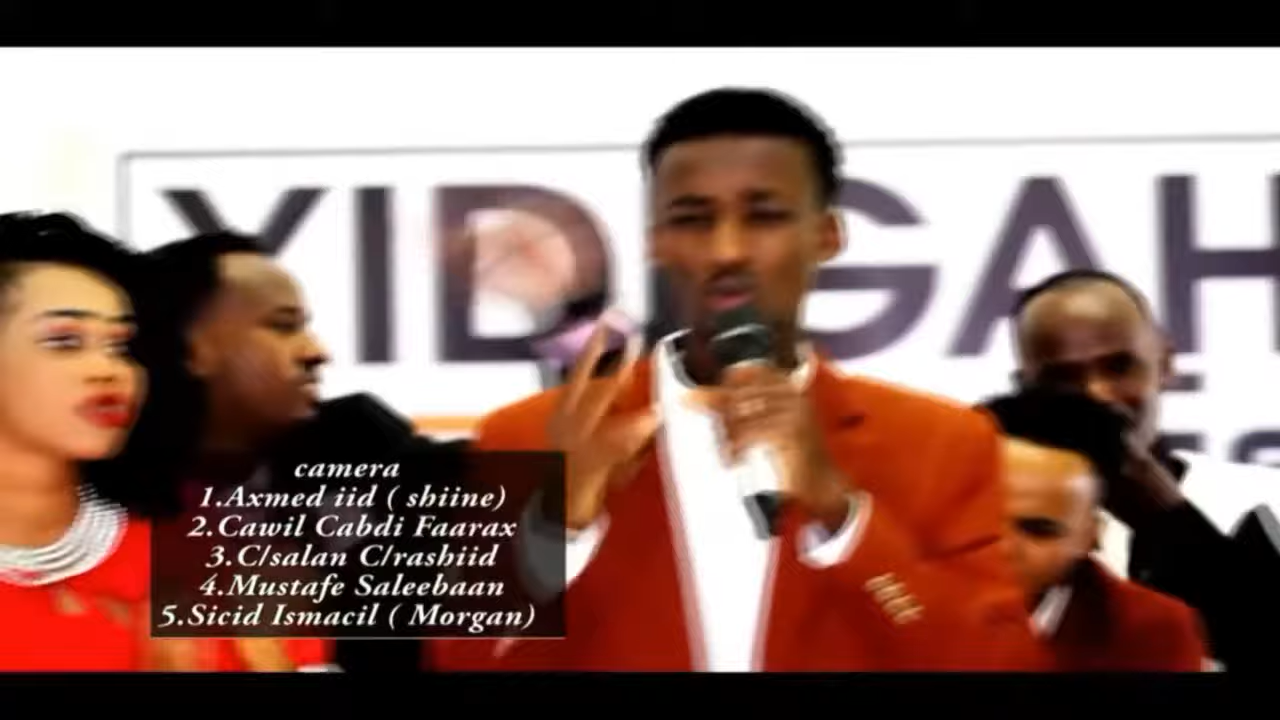 YIDIGAH
camera
1.Axmed iid ( shiine)
2.Cawil Cabdi Faarax
3.C/salan C/rashiid
4.Mustafe Saleebaan
5.Sicid Ismacil ( Morgan)